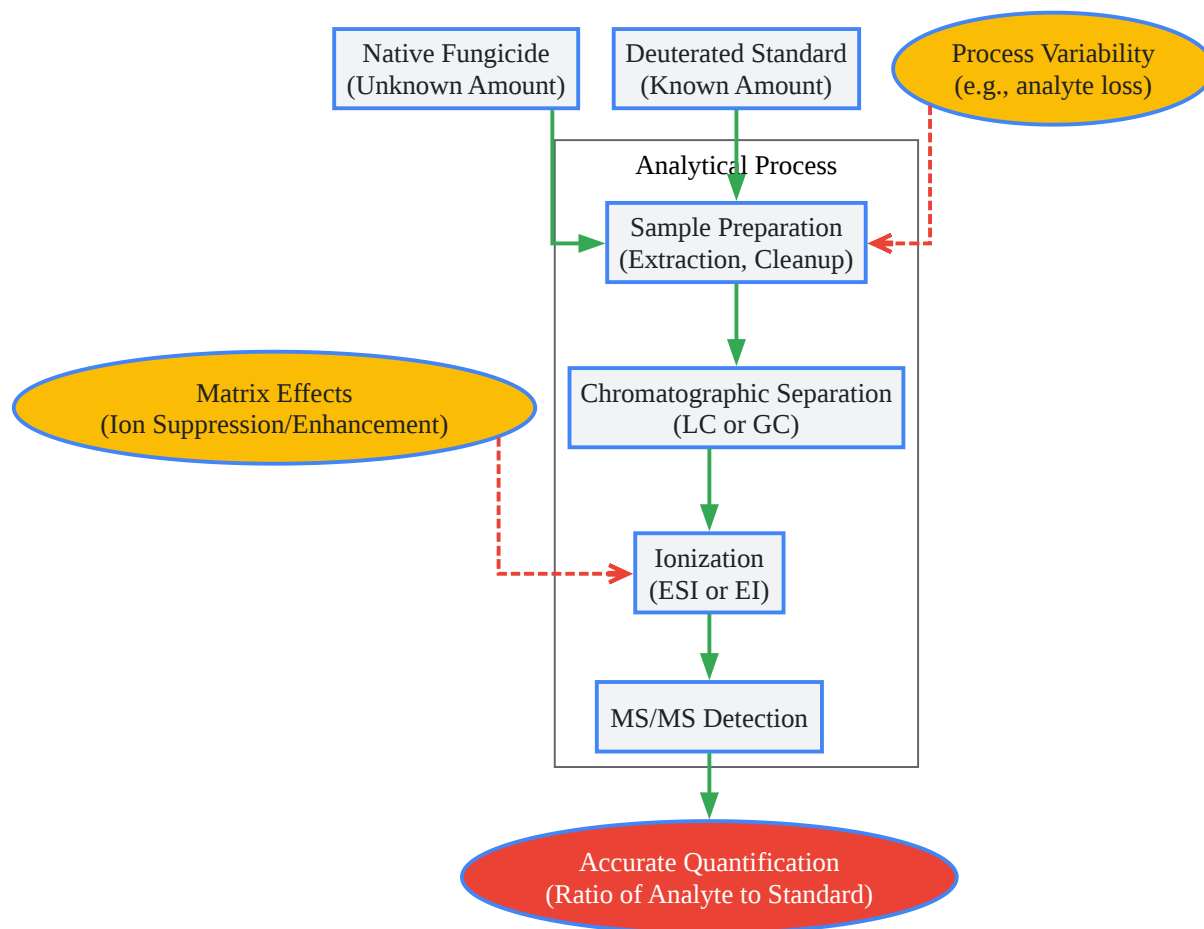 Native Fungicide
(Unknown Amount)
Deuterated Standard
(Known Amount)
Process Variability
(e.g., analyte loss)
Analytical Process
Sample Preparation
(Extraction, Cleanup)
Matrix Effects
(Ion Suppression/Enhancement)
Chromatographic Separation
(LC or GC)
Ionization
(ESI or EI)
MS/MS Detection
Accurate Quantification
(Ratio of Analyte to Standard)